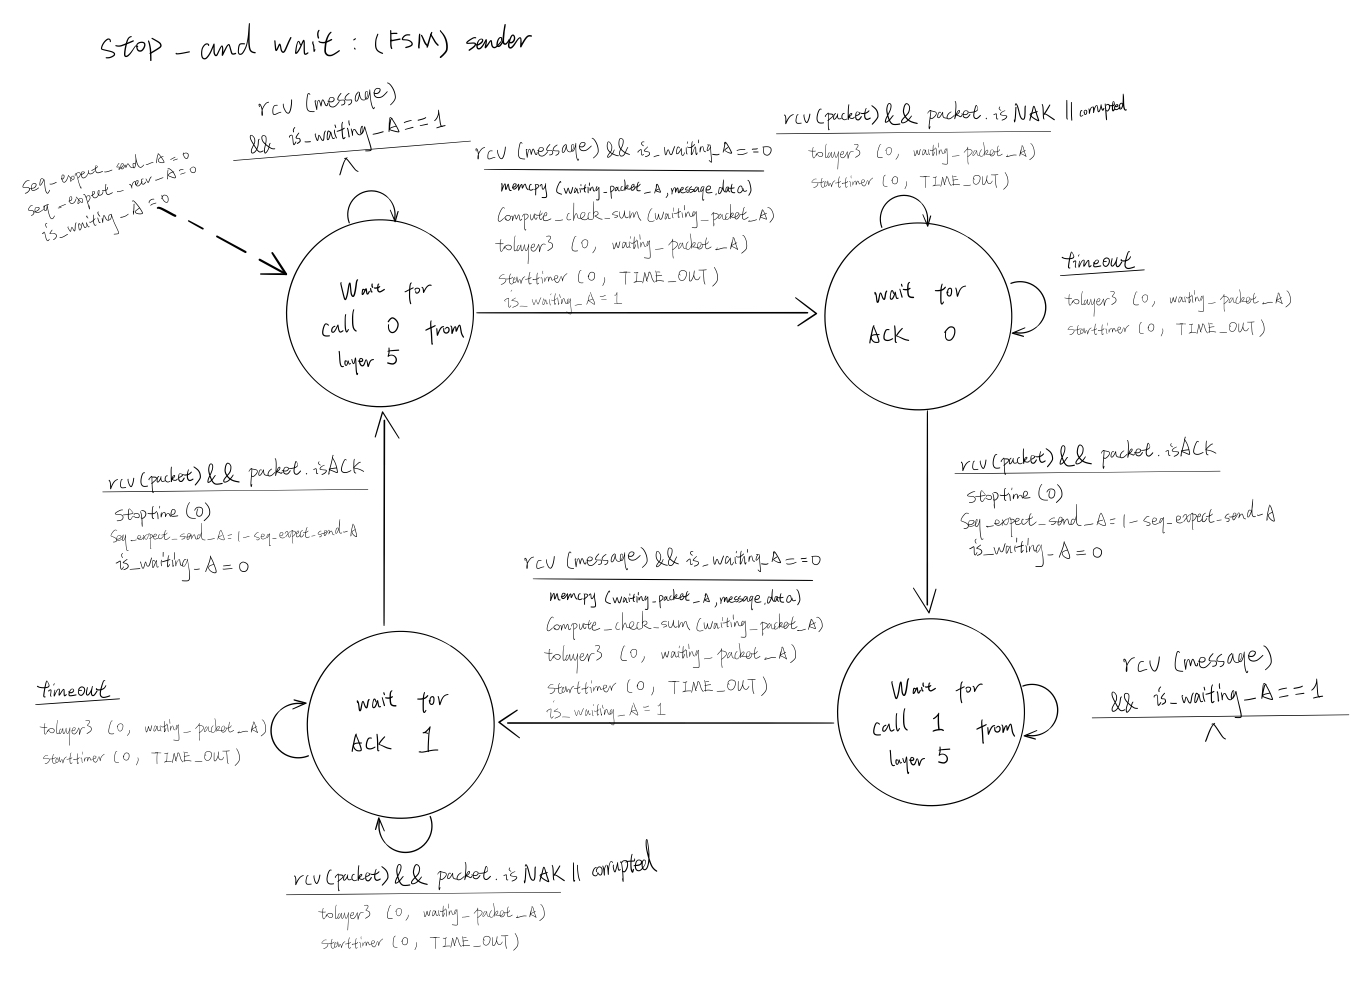 stop_and wait : (FSM) sender
rcv (message)
&& is_waiting_A==1
Λ
seq_expect_send_A=0
seq_expect_recv_A=0
is_waiting_A=0
rcv (message) && is_waiting_A==0
memcpy (waiting_packet_A, message.data)
Compute_check_sum (waiting_packet_A)
tolayer3 (0, waiting_packet_A)
starttimer (0, TIME_OUT)
is_waiting_A = 1
rcv (packet) && packet.isNAK || corrupted
tolayer3 (0, waiting_packet_A)
starttimer (0, TIME_OUT)
Timeout
tolayer3 (0, waiting_packet_A)
starttimer (0, TIME_OUT)
Wait for
call 0 from
layer 5
wait for
ACK 0
rcv (packet) && packet.isACK
stoptime (0)
Seq_expect_send_A=1-seq_expect_send_A
is_waiting_A=0
rcv (packet) && packet.isACK
stoptime (0)
Seq_expect_send_A=1-seq_expect_send_A
is_waiting_A=0
rcv (message) && is_waiting_A==0
memcpy (waiting_packet_A, message.data)
Compute_check_sum (waiting_packet_A)
tolayer3 (0, waiting_packet_A)
starttimer (0, TIME_OUT)
is_waiting_A = 1
Timeout
tolayer3 (0, waiting_packet_A)
starttimer (0, TIME_OUT)
wait for
ACK 1
Wait for
call 1 from
layer 5
rcv (message)
&& is_waiting_A==1
Λ
rcv (packet) && packet.isNAK || corrupted
tolayer3 (0, waiting_packet_A)
starttimer (0, TIME_OUT)